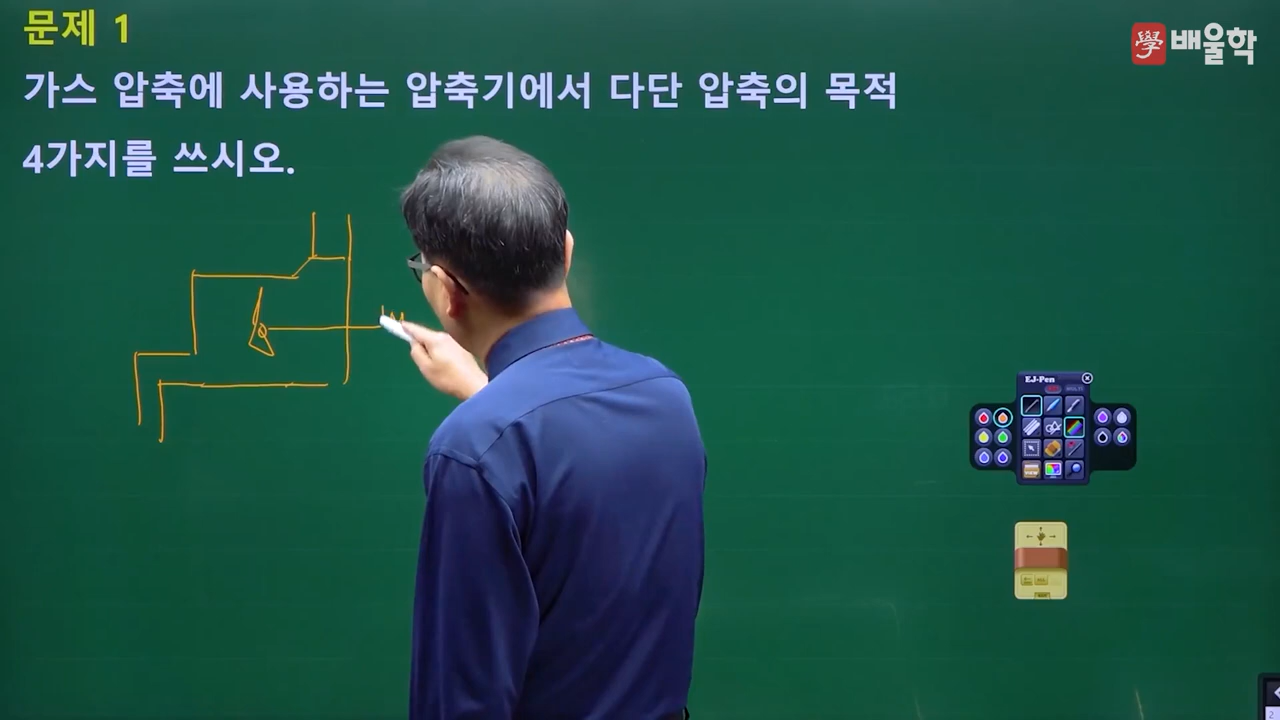 문제 1
學 배울학
가스 압축에 사용하는 압축기에서 다단 압축의 목적
4가지를 쓰시오.
EJ-Pen